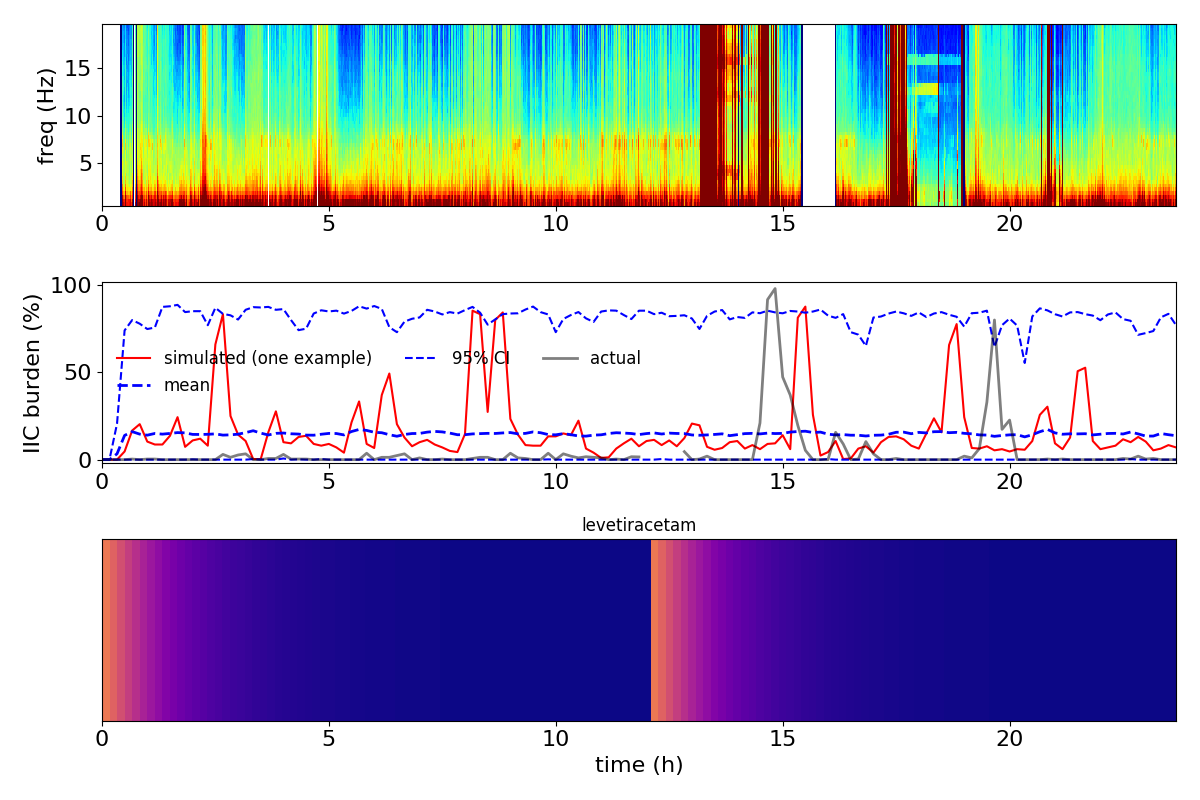 freq (Hz)
15
10
5
0 5 10 15 20
IIC burden (%)
100
50
0
simulated (one example) 95% CI actual
mean
0 5 10 15 20
levetiracetam
0 5 10 15 20
time (h)